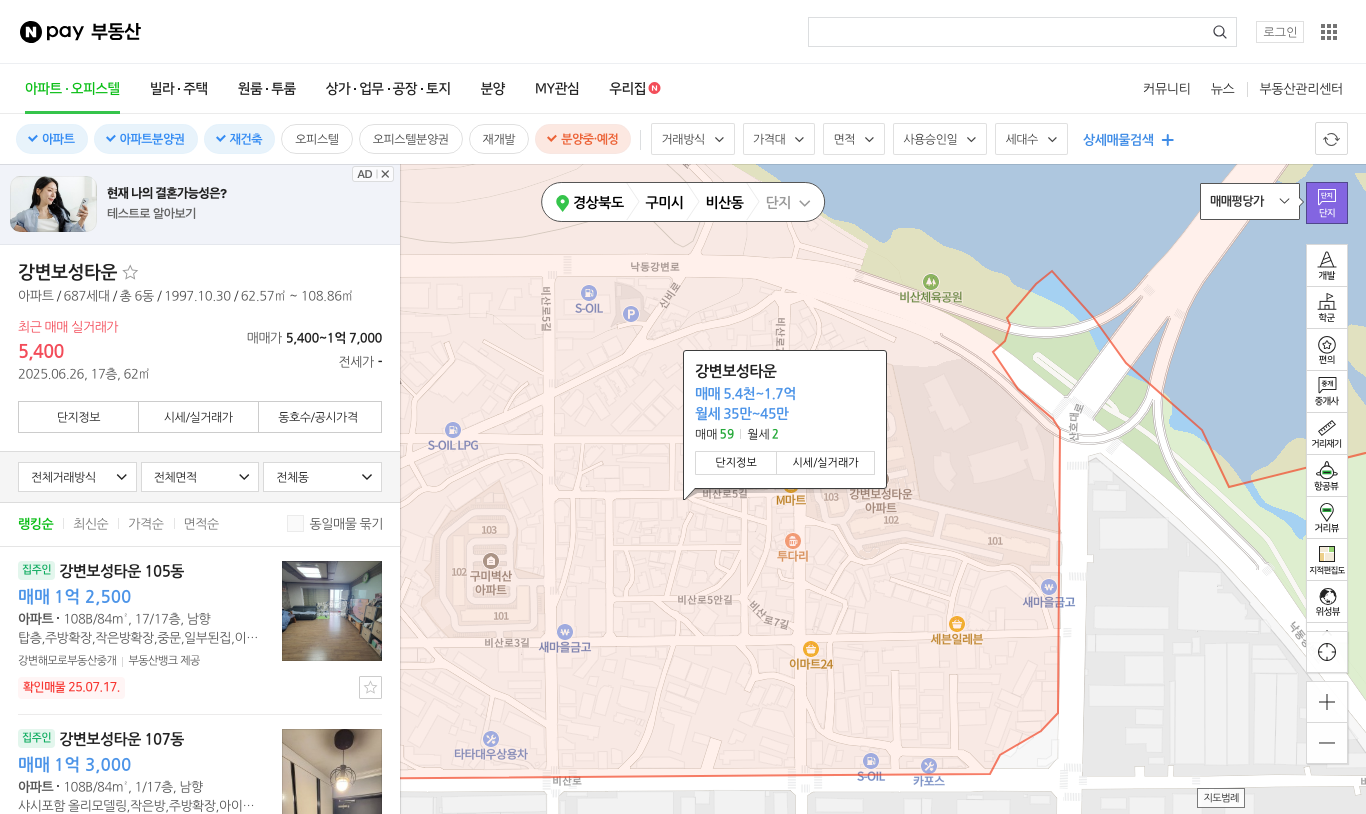 N pay 부동산
로그인
아파트·오피스텔 빌라·주택 원룸·투룸 상가·업무·공장·토지 분양 MY관심 우리집 N 커뮤니티 뉴스 부동산관리센터
아파트 아파트분양권 재건축 오피스텔 오피스텔분양권 재개발 분양중·예정 거래방식 가격대 면적 사용승인일 세대수 상세매물검색
AD
현재 나의 결혼가능성은?
테스트로 알아보기
강변보성타운
아파트 / 687세대 / 총 6동 / 1997.10.30 / 62.57㎡ ~ 108.86㎡
최근 매매 실거래가
5,400
2025.06.26, 17층, 62㎡
매매가 5,400~1억 7,000
전세가 -
단지정보 시세/실거래가 동호수/공시가격
전체거래방식 전체면적 전체동
랭킹순 최신순 가격순 면적순 동일매물 묶기
집주인 강변보성타운 105동
매매 1억 2,500
아파트 · 108B/84m², 17/17층, 남향
탑층,주방확장,작은방확장,중문,일부된집,이…
강변해모로부동산중개 부동산뱅크 제공
확인매물 25.07.17.
집주인 강변보성타운 107동
매매 1억 3,000
아파트 · 108B/84m², 1/17층, 남향
샤시포함 올리모델링,작은방,주방확장,아이…
경상북도 구미시 비산동 단지
매매평당가
단지
단지
개발
학군
편의
중개
중개사
거리재기
항공뷰
거리뷰
지적편집도
위성뷰
낙동강변로
비산로5길
신비로
S-OIL
P
비산체육공원
산호대로
강변보성타운
매매 5.4천~1.7억
월세 35만~45만
매매 59 월세 2
단지정보 시세/실거래가
S-OIL LPG
비산로5길
M마트
103
강변보성타운
아파트
102
101
103
102
구미벽산
아파트
101
투다리
비산로5안길
비산로7길
새마을금고
비산로3길
새마을금고
세븐일레븐
이마트24
타타대우상용차
S-OIL
카포스
비산로
지도범례